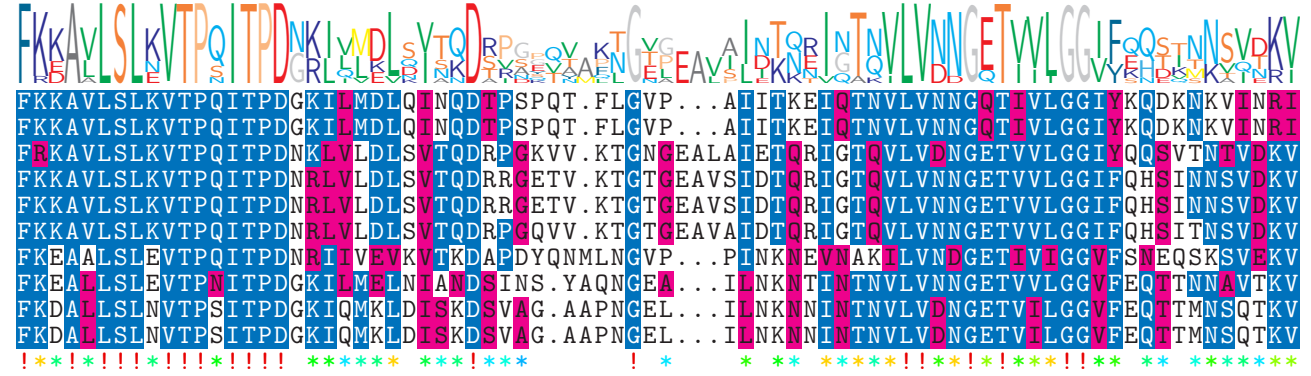 FKKAVLSLKVTPQITPDGKILMDLQINQDTPSPQT.FLGVP...AIITKEIQTNVLVNNGQTIVLGGIYKQDKNKVINRI
FKKAVLSLKVTPQITPDGKILMDLQINQDTPSPQT.FLGVP...AIITKEIQTNVLVNNGQTIVLGGIYKQDKNKVINRI
FRKAVLSLKVTPQITPDNKLVLDLSVTQDRPGKVV.KTGNGEALAIETQRIGTQVLVDNGETVVLGGIYQQSVTNTVDKV
FKKAVLSLKVTPQITPDNRLVLDLSVTQDRRGETV.KTGTGEAVSIDTQRIGTQVLVNNGETVVLGGIFQHSINNSVDKV
FKKAVLSLKVTPQITPDNRLVLDLSVTQDRRGETV.KTGTGEAVSIDTQRIGTQVLVNNGETVVLGGIFQHSINNSVDKV
FKKAVLSLKVTPQITPDNRLVLDLSVTQDRPGQVV.KTGTGEAVAIDTQRIGTQVLVNNGETVVLGGIFQHSITNSVDKV
FKEAALSLEVTPQITPDNRIIVEVKVTKDAPDYQNMLNGVP...PINKNEVNAKILVNDGETIVIGGVFSNEQSKSVEKV
FKEALLSLEVTPNITPDGKILMELNIANDSINS.YAQNGEA...ILNKNTINTNVLVNNGETVVLGGVFEQTTNNAVTKV
FKDALLSLNVTPSITPDGKIQMKLDISKDSVAG.AAPNGEL...ILNKNNINTNVLVDNGETVILGGVFEQTTMNSQTKV
FKDALLSLNVTPSITPDGKIQMKLDISKDSVAG.AAPNGEL...ILNKNNINTNVLVDNGETVILGGVFEQTTMNSQTKV
!**!*!!!*!!!*!!!! ****** ***!*** ! * * ** *****!!**!***!!** ** *******